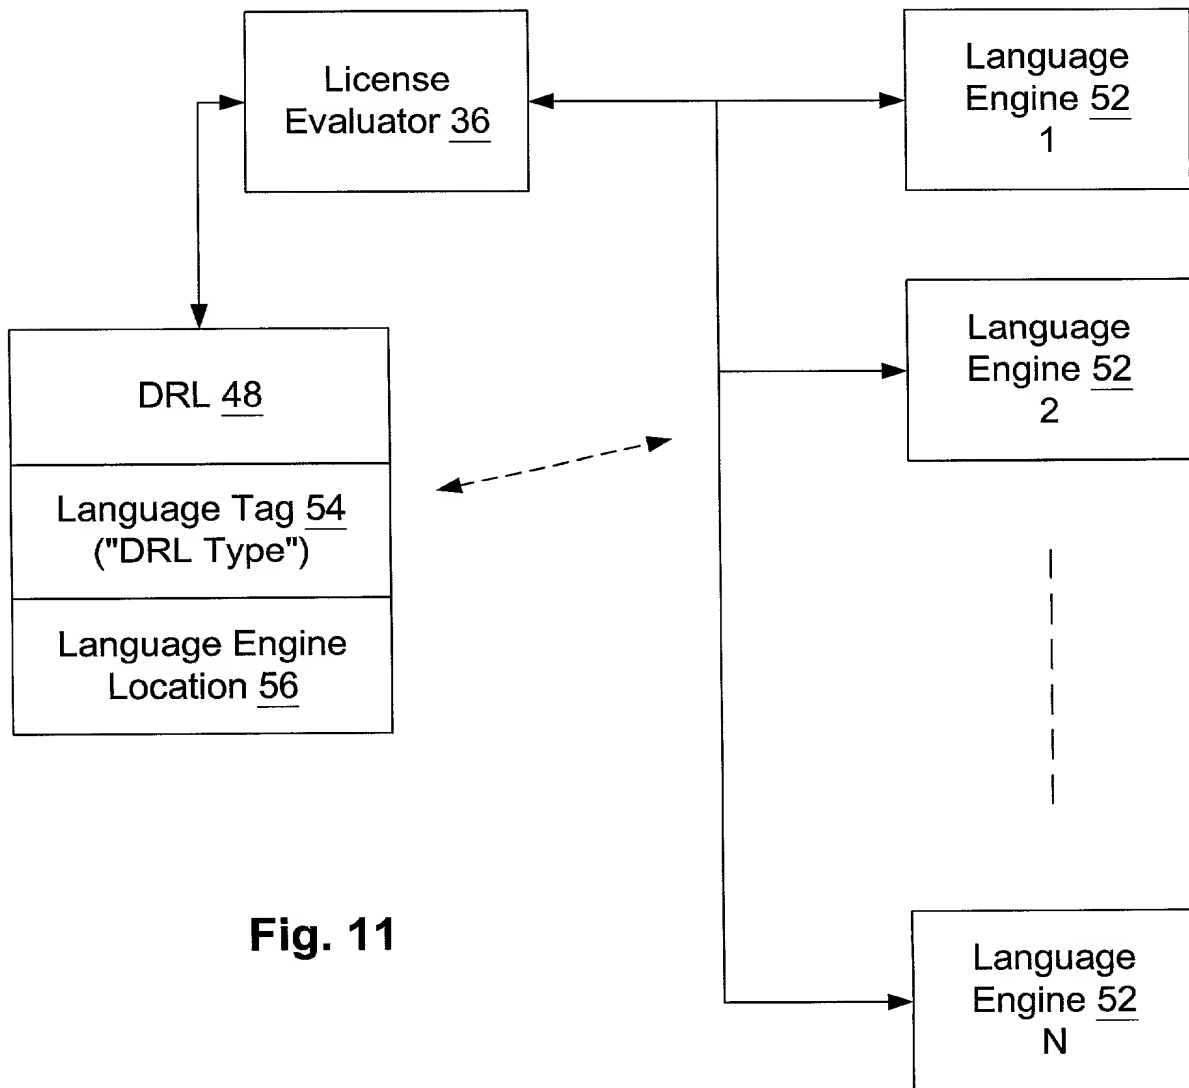 License
Evaluator 36
Language
Engine 52
1
Language
Engine 52
2
DRL 48
Language Tag 54
("DRL Type")
Language Engine
Location 56
Fig. 11
Language
Engine 52
N